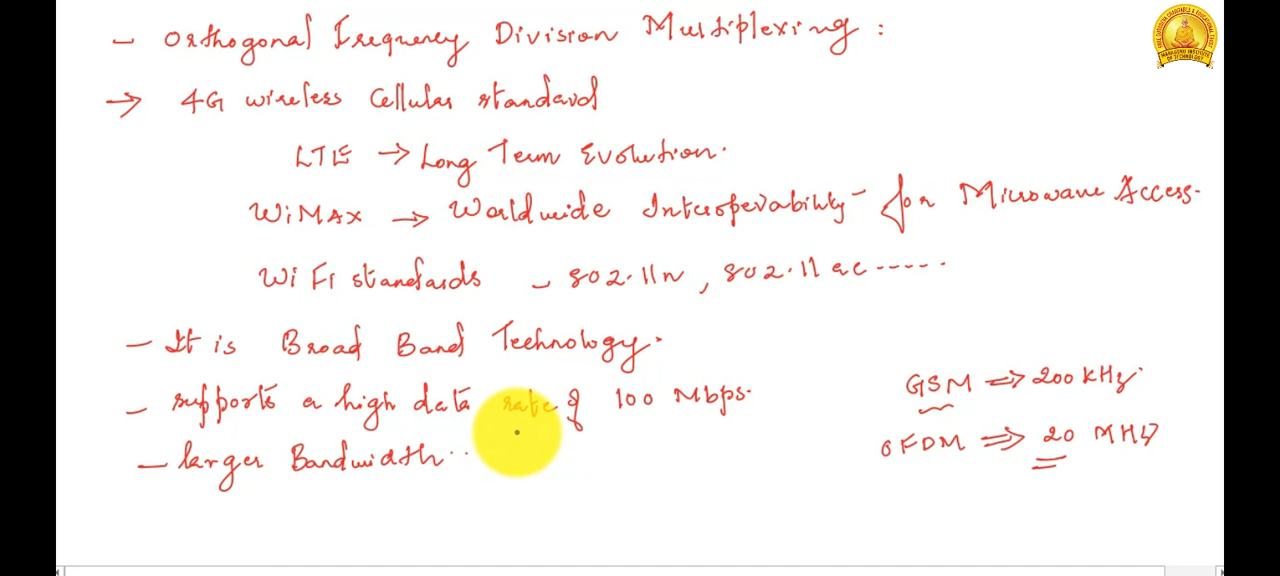 - Orthogonal Frequency Division Multiplexing :
→ 4G wireless Cellular standard
LTE → Long Term Evolution.
WiMAX → Worldwide Interoperability for Microwave Access.
WiFi standards - 802.11n, 802.11ac-----
- It is Broad Band Technology.
- supports a high data rate of 100 Mbps.
- larger Bandwidth..
GSM ⇒ 200 kHz.
OFDM ⇒ 20 MHz